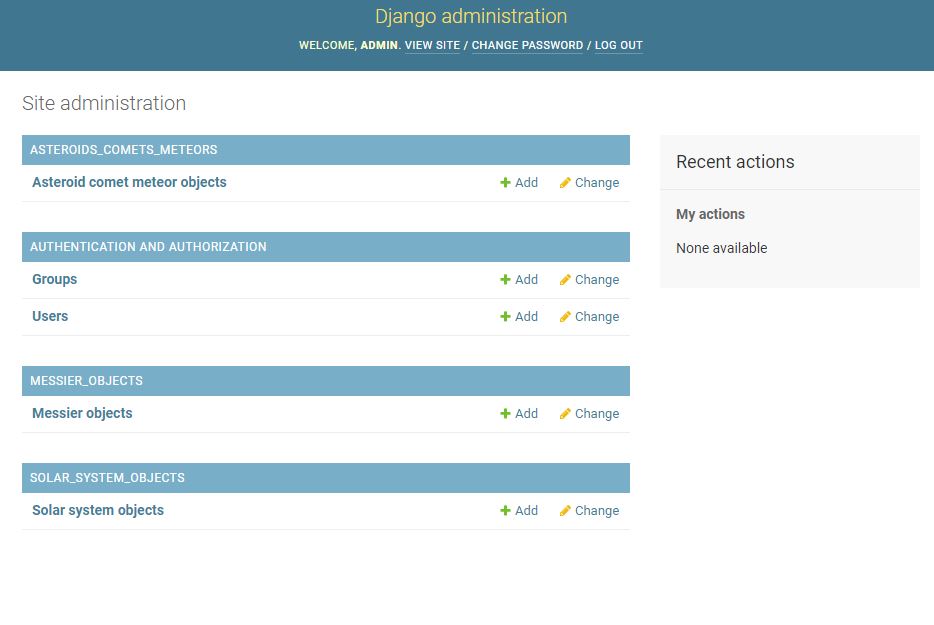 Django administration
WELCOME, ADMIN. VIEW SITE / CHANGE PASSWORD / LOG OUT
Site administration
ASTEROIDS_COMETS_METEORS
Asteroid comet meteor objects Add Change
AUTHENTICATION AND AUTHORIZATION
Groups Add Change
Users Add Change
MESSIER_OBJECTS
Messier objects Add Change
SOLAR_SYSTEM_OBJECTS
Solar system objects Add Change
Recent actions
My actions
None available